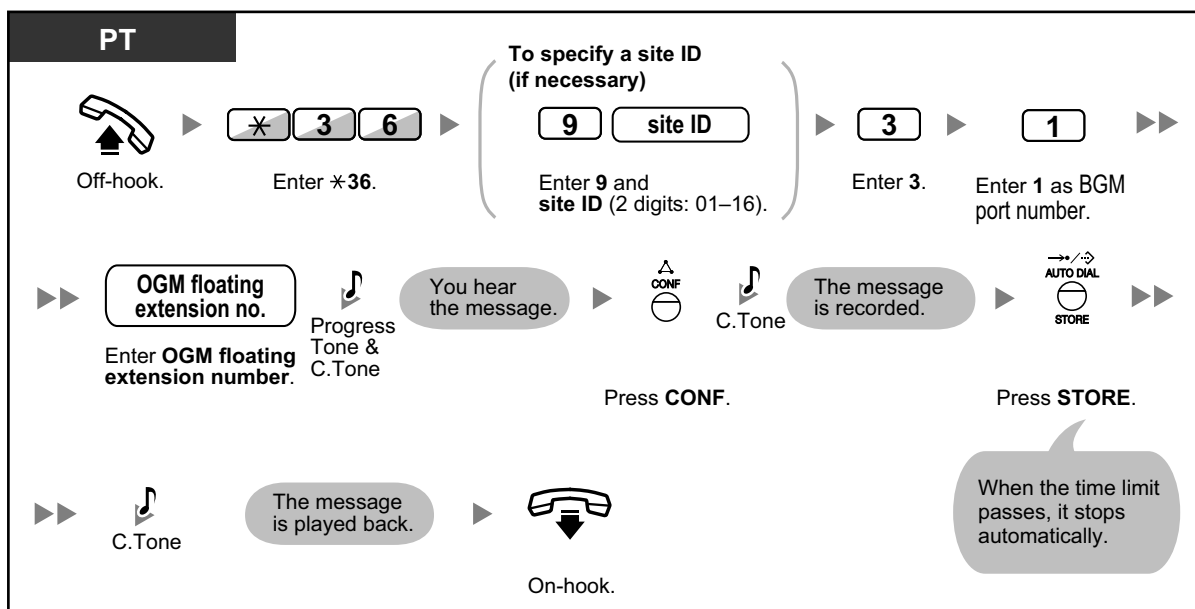 PT
To specify a site ID
(if necessary)
* 3 6
9 site ID
3
1
Off-hook.
Enter *36.
Enter 9 and
site ID (2 digits: 01–16).
Enter 3.
Enter 1 as BGM
port number.
OGM floating
extension no.
Enter OGM floating
extension number.
Progress
Tone &
C.Tone
You hear
the message.
CONF
Press CONF.
C.Tone
The message
is recorded.
AUTO DIAL
STORE
Press STORE.
When the time limit
passes, it stops
automatically.
C.Tone
The message
is played back.
On-hook.